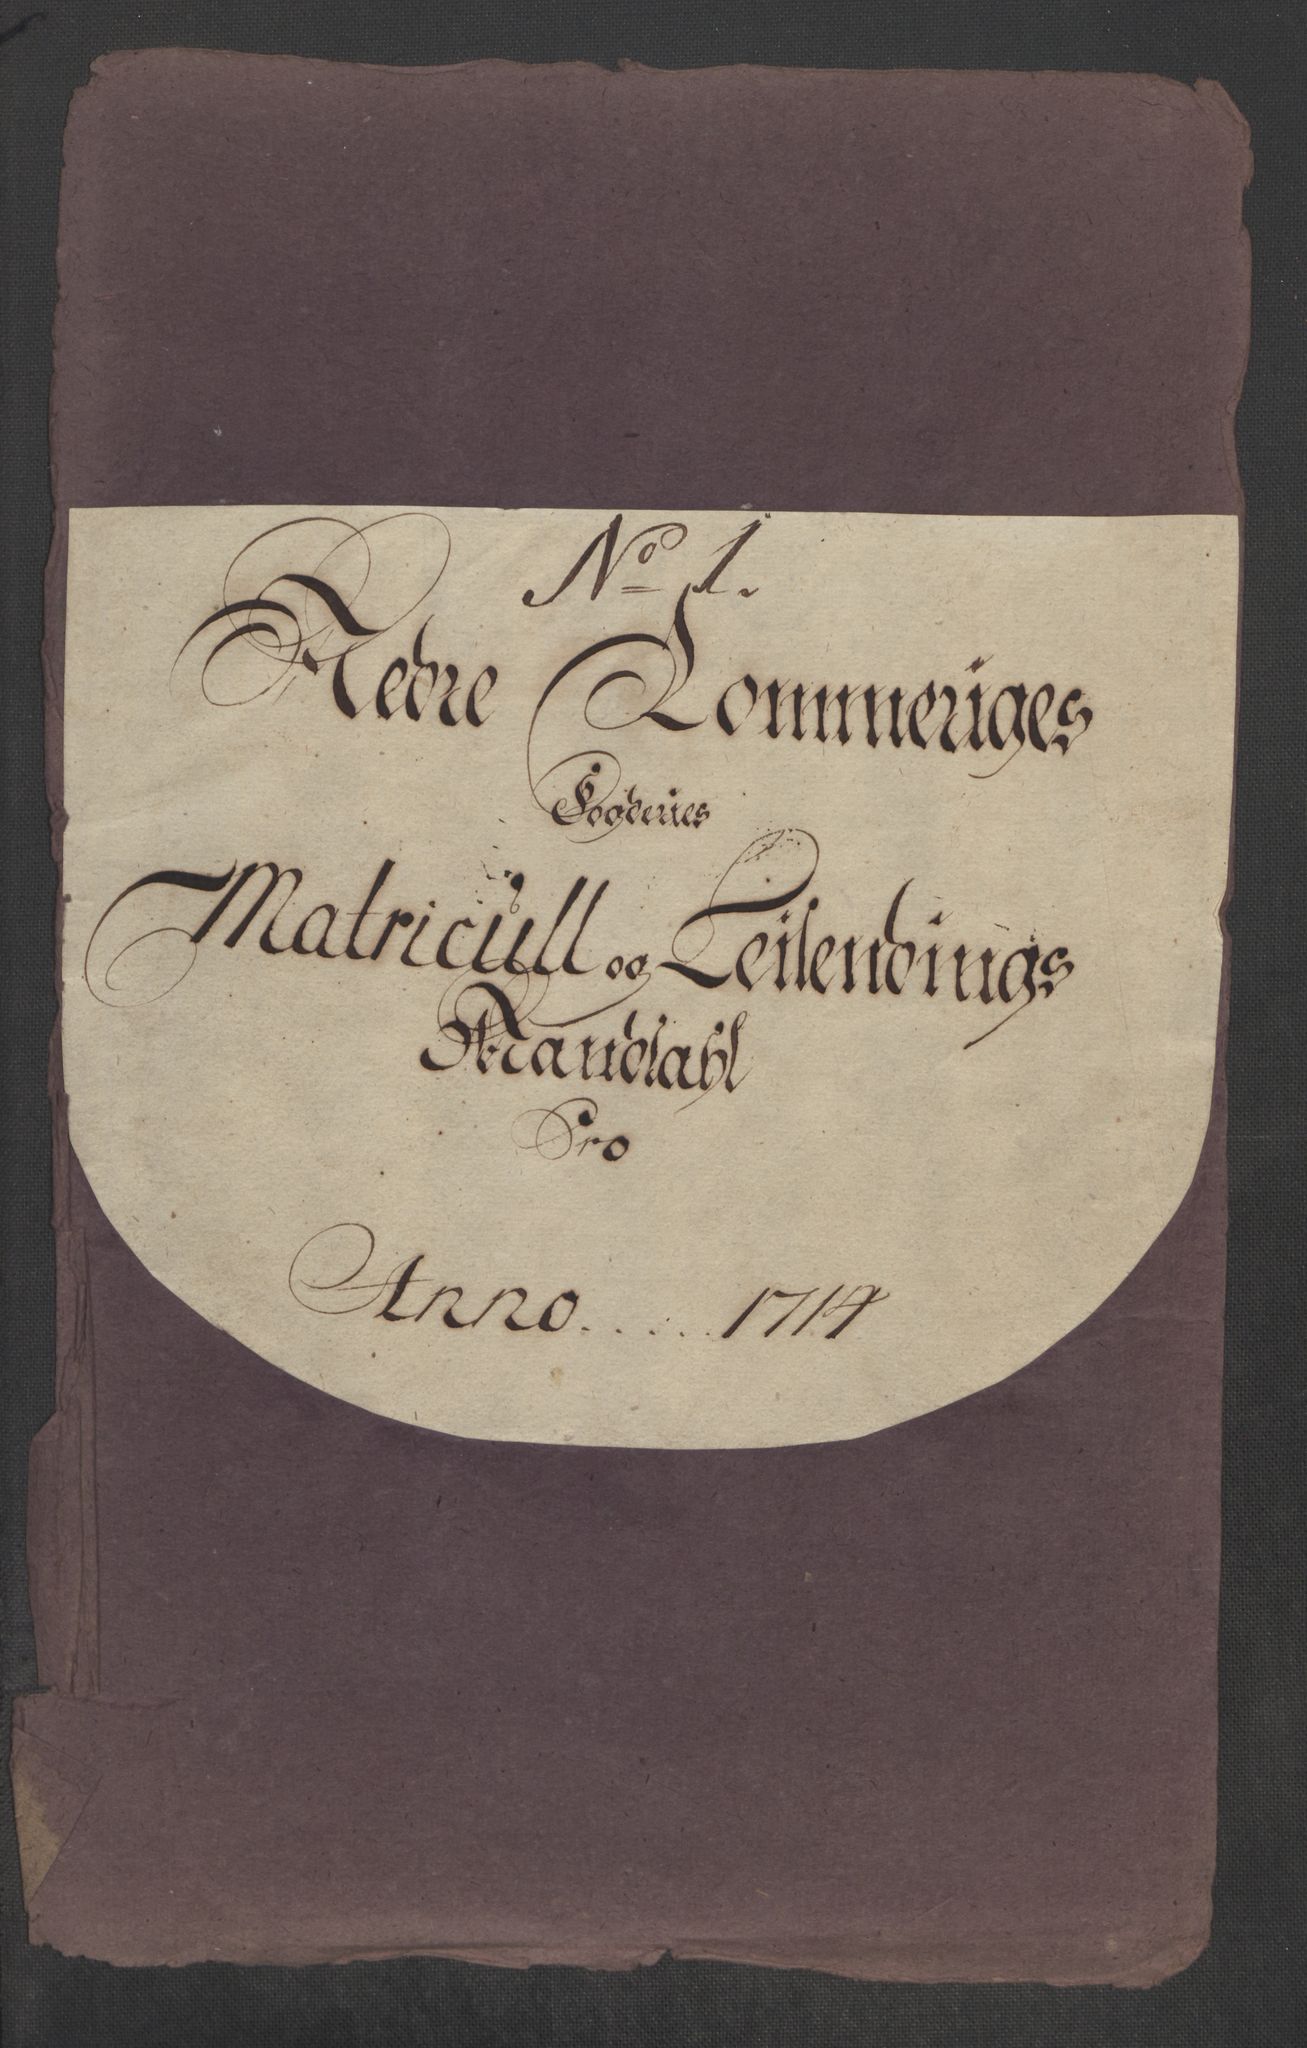 No 1.
Nedre Rommeriges
Fogderies
Matricull og Leilendings
Mandtahl
Pro
Anno..... 1714